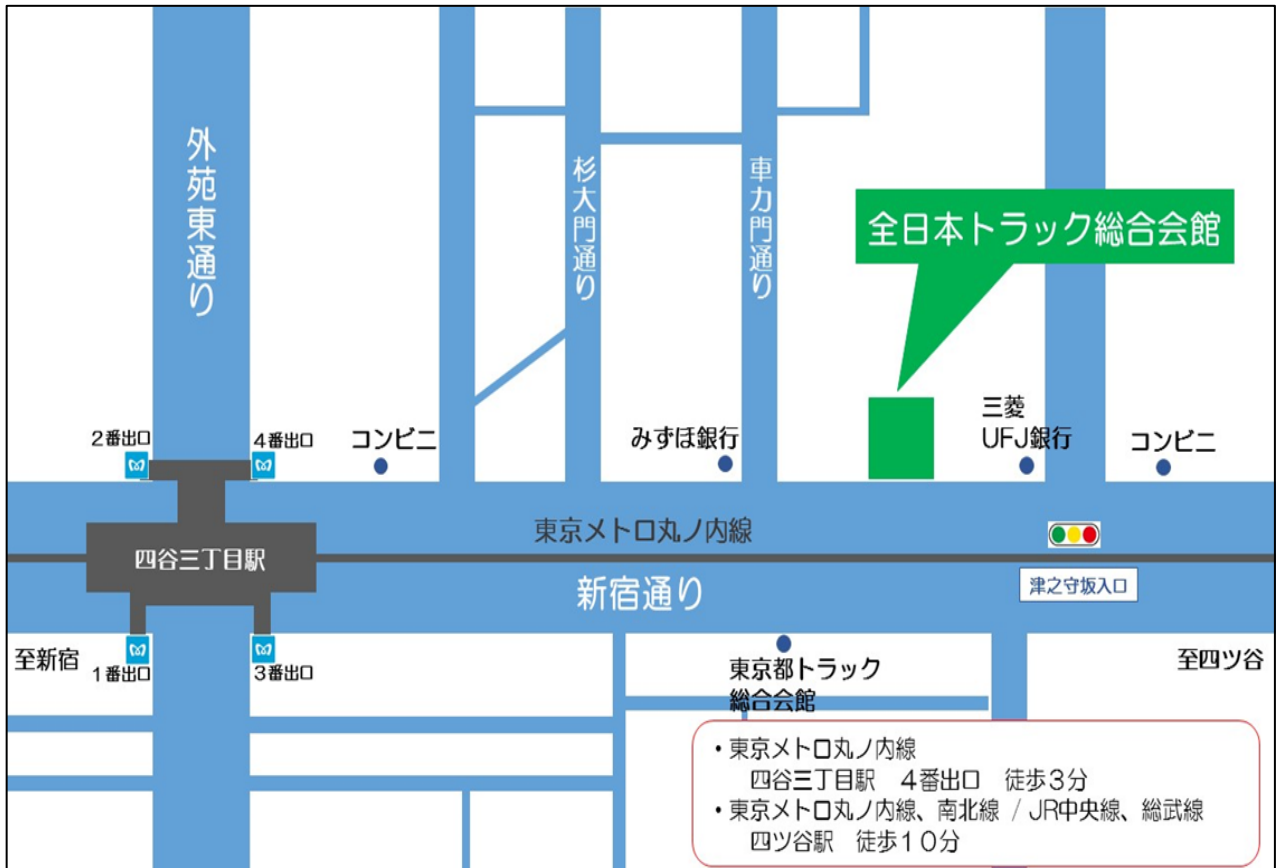 外苑東通り
杉大門通り
車力門通り
全日本トラック総合会館
2番出口
4番出口
コンビニ
みずほ銀行
三菱
UFJ銀行
コンビニ
東京メトロ丸ノ内線
四谷三丁目駅
新宿通り
津之守坂入口
至新宿
1番出口
3番出口
東京都トラック
総合会館
至四ツ谷
・東京メトロ丸ノ内線
四谷三丁目駅 4番出口 徒歩3分
・東京メトロ丸ノ内線、南北線 / JR中央線、総武線
四ツ谷駅 徒歩10分